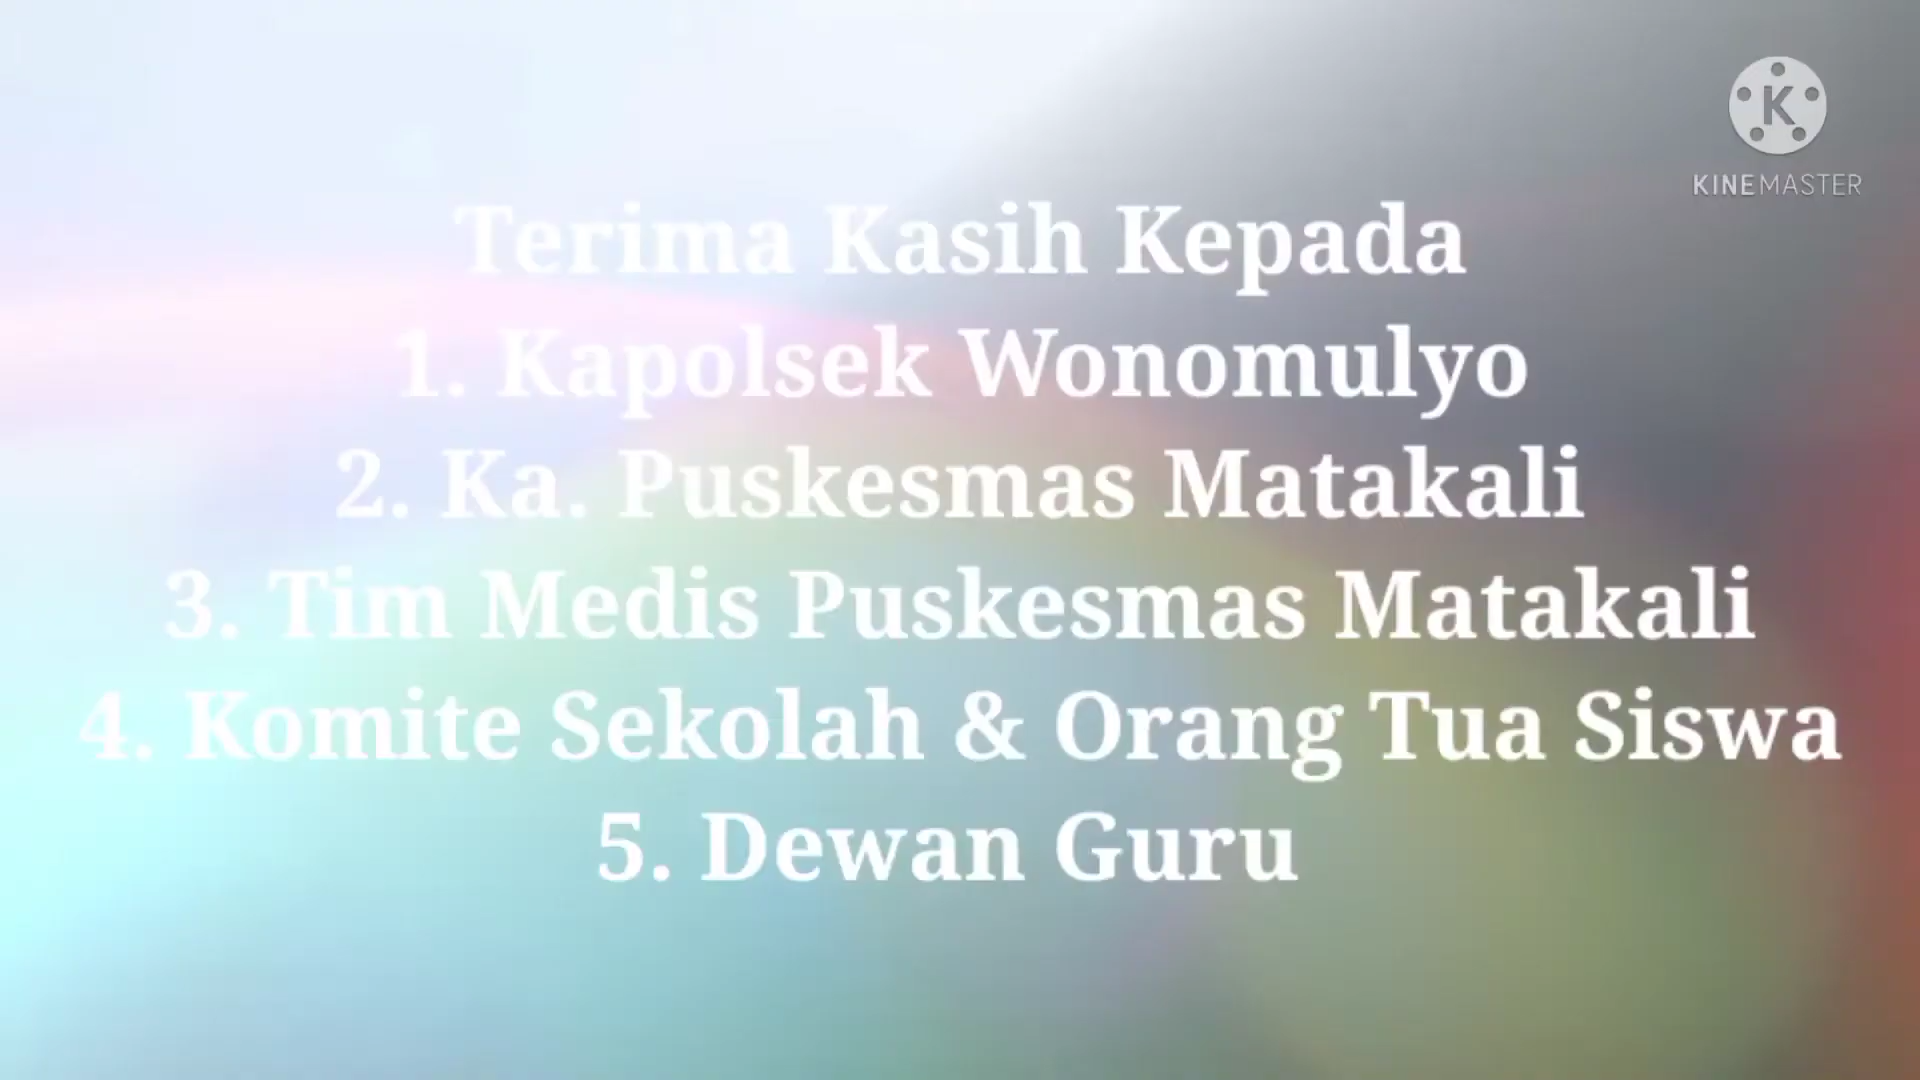 KINEMASTER
Terima Kasih Kepada
1. Kapolsek Wonomulyo
2. Ka. Puskesmas Matakali
3. Tim Medis Puskesmas Matakali
4. Komite Sekolah & Orang Tua Siswa
5. Dewan Guru